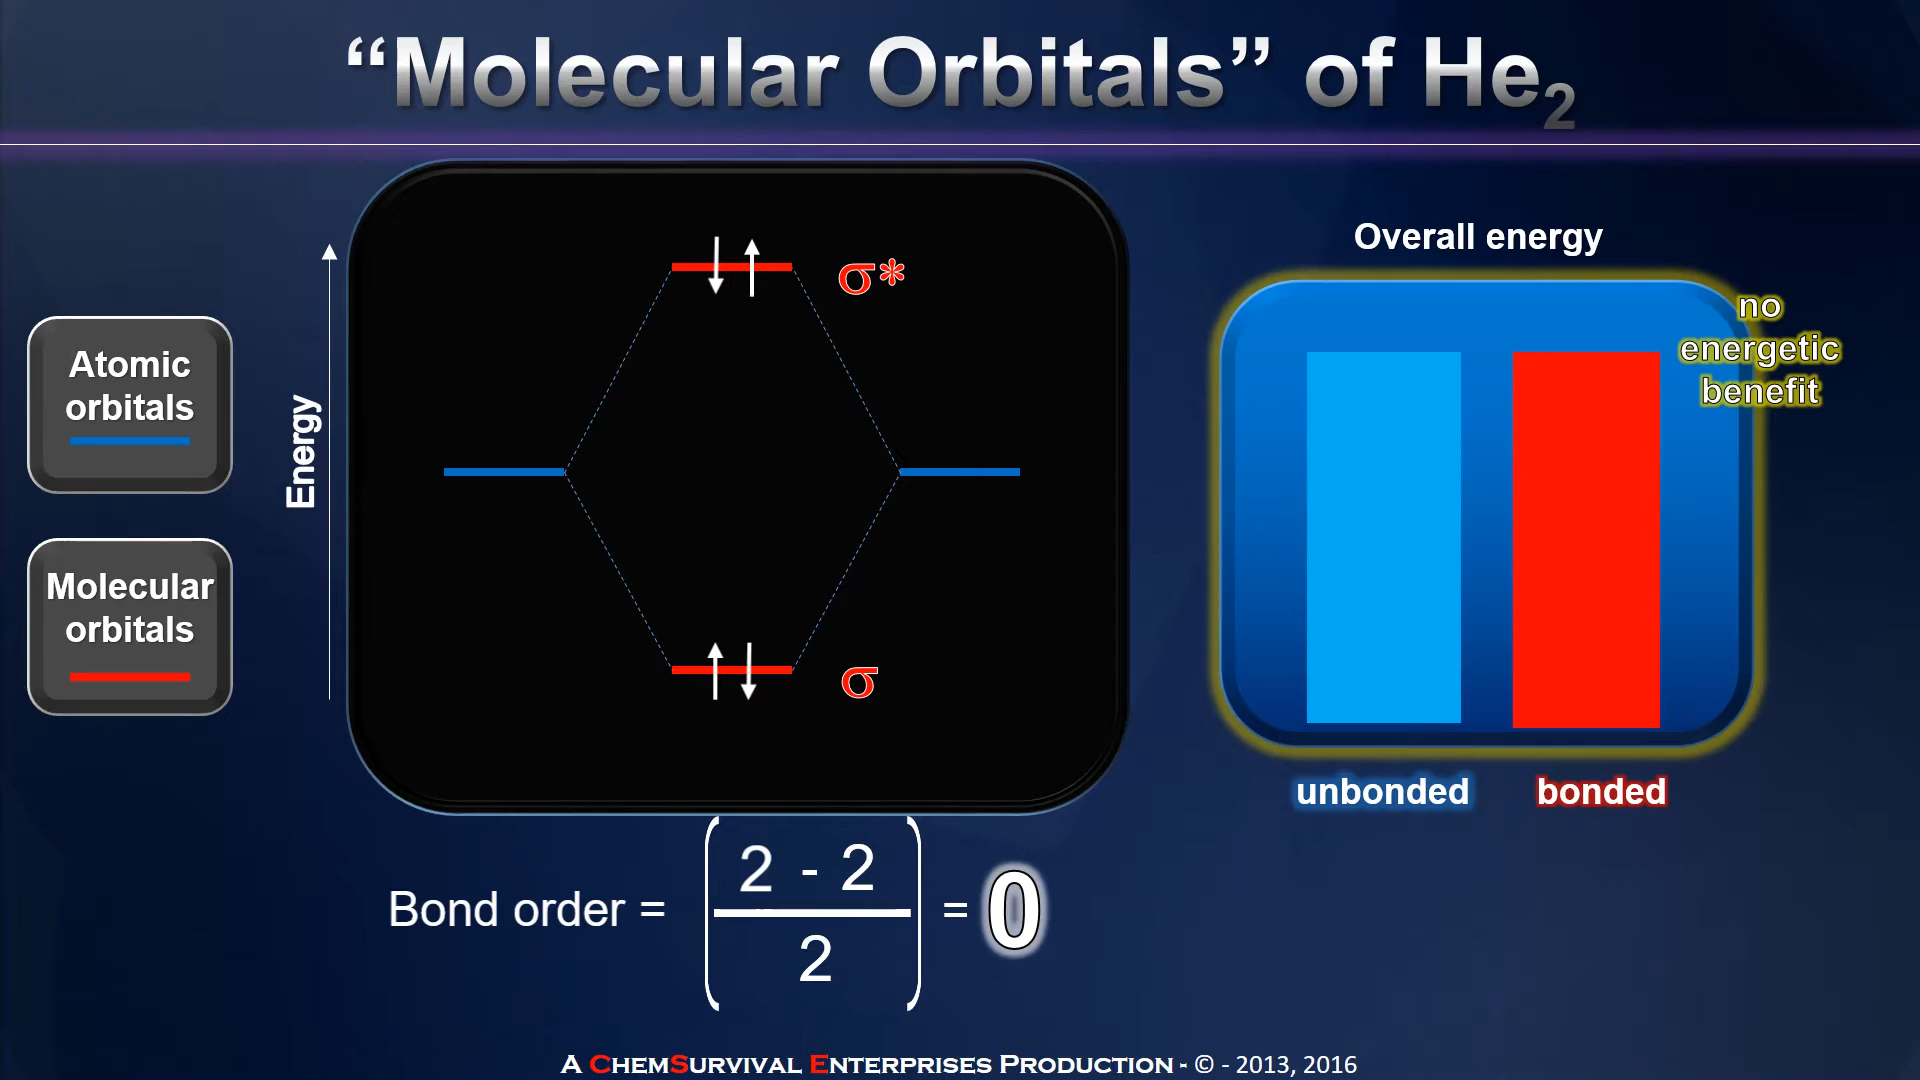 “Molecular Orbitals” of He₂
Overall energy
no
energetic
benefit
σ*
Atomic
orbitals
Energy
Molecular
orbitals
σ
unbonded bonded
2 - 2
Bond order = = 0
2
A ChemSurvival Enterprises Production - © - 2013, 2016